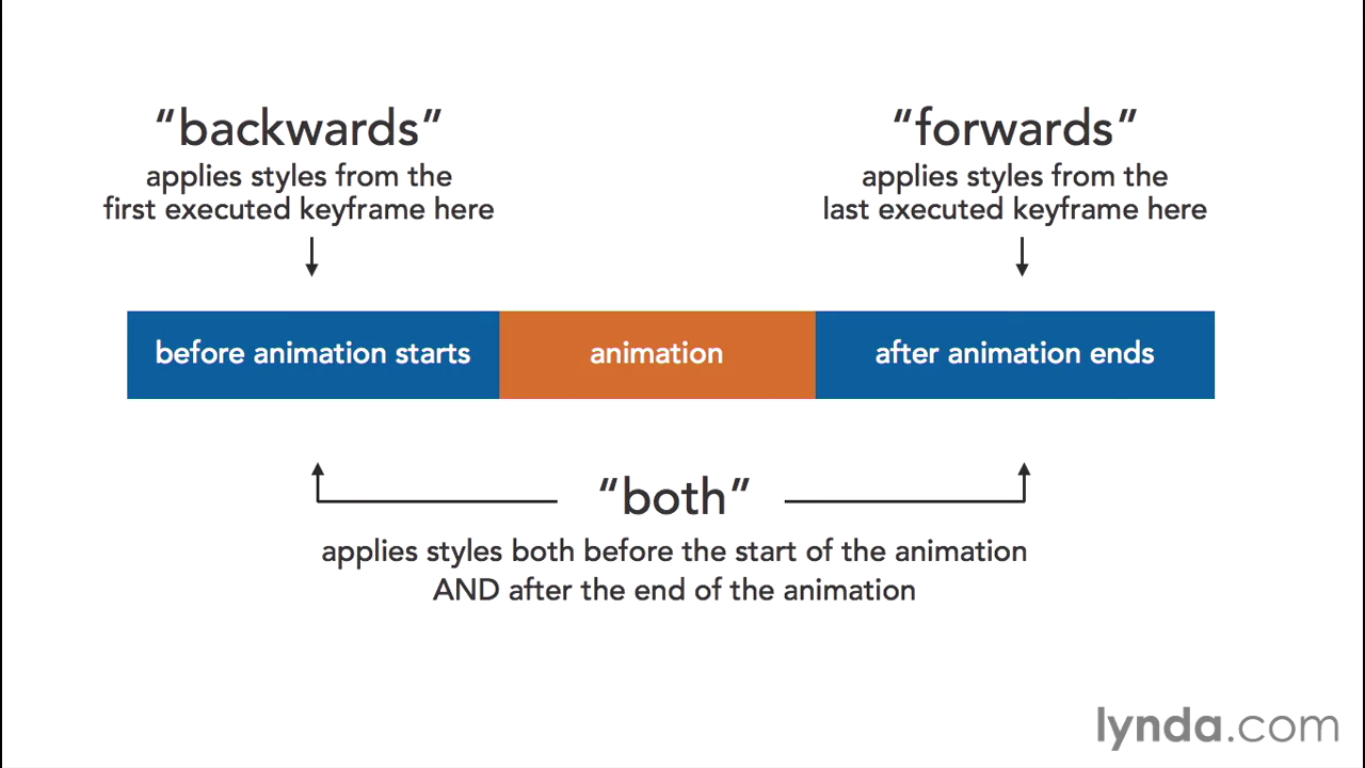 “backwards”
applies styles from the
first executed keyframe here
“forwards”
applies styles from the
last executed keyframe here
before animation starts
animation
after animation ends
“both”
applies styles both before the start of the animation
AND after the end of the animation
lynda.com